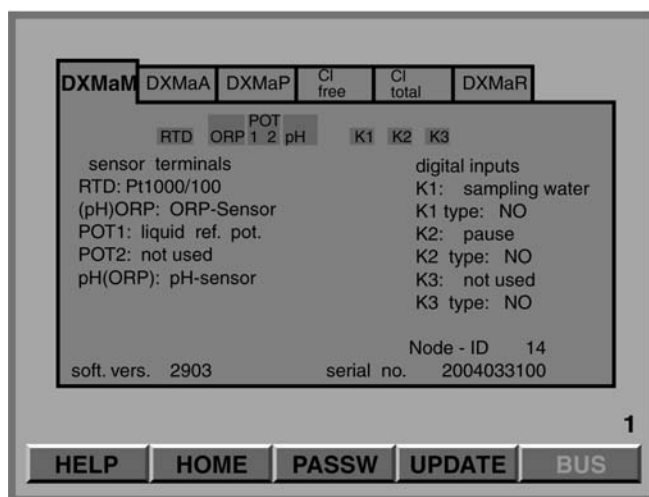 DXMaM DXMaA DXMaP Cl free Cl total DXMaR
POT
RTD ORP 1 2 pH K1 K2 K3
sensor terminals digital inputs
RTD: Pt1000/100 K1: sampling water
(pH)ORP: ORP-Sensor K1 type: NO
POT1: liquid ref. pot. K2: pause
POT2: not used K2 type: NO
pH(ORP): pH-sensor K3: not used
K3 type: NO
Node - ID 14
soft. vers. 2903 serial no. 2004033100
1
HELP HOME PASSW UPDATE BUS